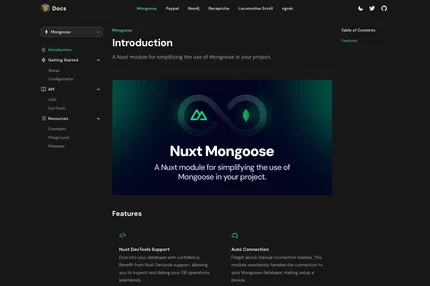 Docs
Mongoose
Paypal
Neo4j
Recaptcha
Locomotive Scroll
ngrok
Mongoose
Introduction
Getting Started
Setup
Configuration
API
Utils
DevTools
Resources
Examples
Playground
Releases
Mongoose
Introduction
A Nuxt module for simplifying the use of Mongoose in your project.
Nuxt Mongoose
A Nuxt module for simplifying the use of
Mongoose in your project.
Features
Nuxt DevTools Support
Dive into your database with confidence.
Benefit from Nuxt Devtools support, allowing
you to inspect and debug your DB operations
seamlessly.
Auto Connection
Forget about manual connection hassles. This
module seamlessly handles the connection to
your Mongoose database, making setup a
breeze.
Table of Contents
Features